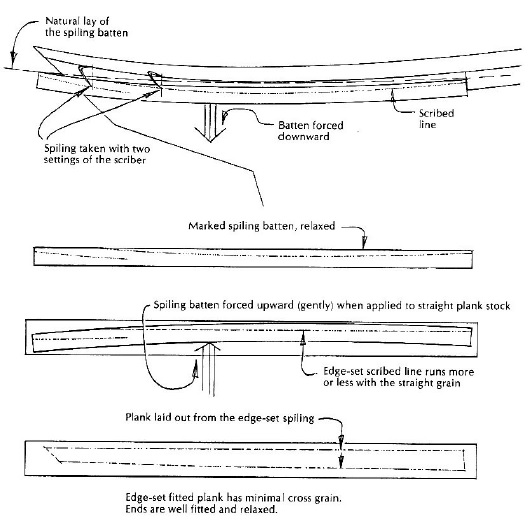 Natural lay of
the spiling batten
Scribed
line
Batten forced
downward
Spiling taken with two
settings of the scriber
Marked spiling batten, relaxed
Spiling batten forced upward (gently) when applied to straight plank stock
Edge-set scribed line runs more
or less with the straight grain
Plank laid out from the edge-set spiling
Edge-set fitted plank has minimal cross grain.
Ends are well fitted and relaxed.